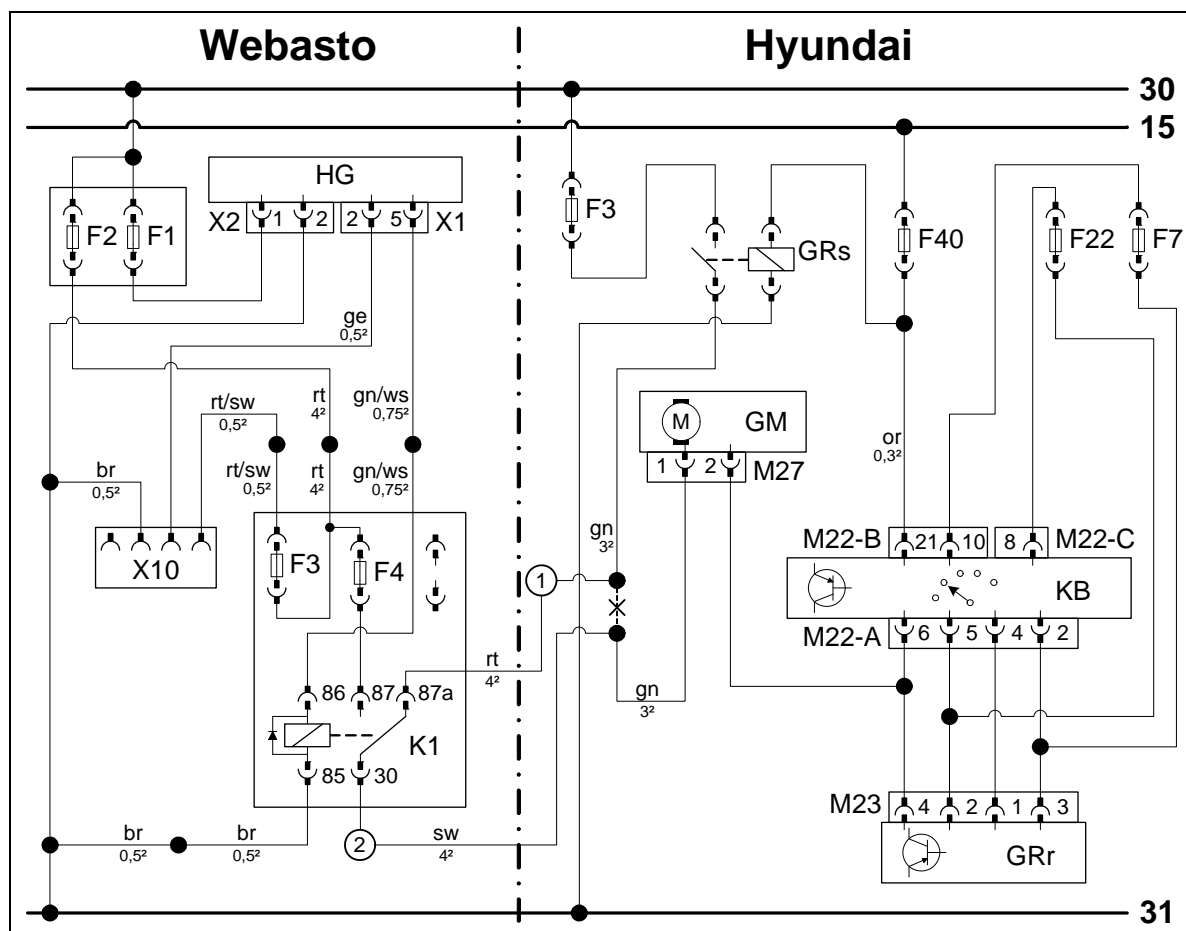 Webasto
Hyundai
30
15
HG
X2 1 2 2 5 X1
F2 F1
F3
GRs
F40
F22
F7
ge
0,5²
rt/sw
0,5²
rt
4²
gn/ws
0,75²
br
0,5²
rt/sw
0,5²
rt
4²
gn/ws
0,75²
M
GM
1 2 M27
or
0,3²
X10
F3
F4
gn
3²
M22-B 21 10 8 M22-C
KB
M22-A 6 5 4 2
1
rt
4²
gn
3²
86 87 87a
K1
85 30
M23 4 2 1 3
GRr
br
0,5²
br
0,5²
2
sw
4²
31